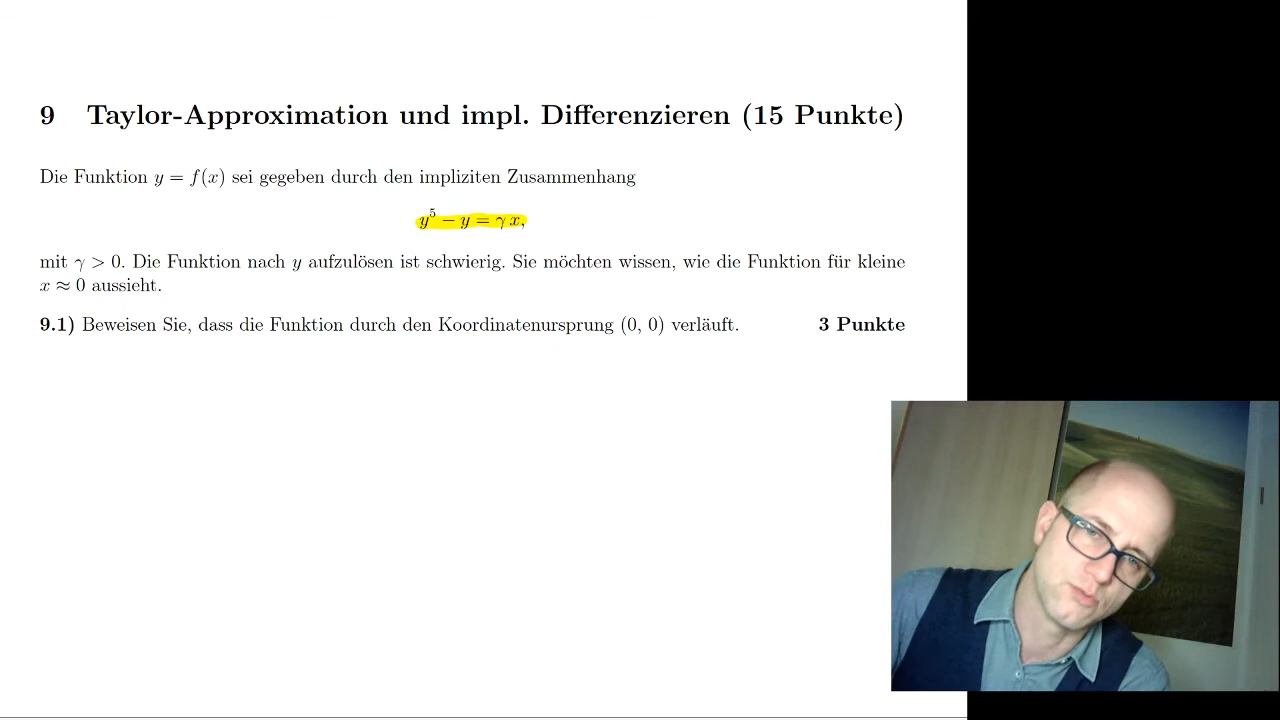 9 Taylor-Approximation und impl. Differenzieren (15 Punkte)
Die Funktion y = f(x) sei gegeben durch den impliziten Zusammenhang
y⁵ − y = γ x,
mit γ > 0. Die Funktion nach y aufzulösen ist schwierig. Sie möchten wissen, wie die Funktion für kleine
x ≈ 0 aussieht.
9.1) Beweisen Sie, dass die Funktion durch den Koordinatenursprung (0, 0) verläuft. 3 Punkte